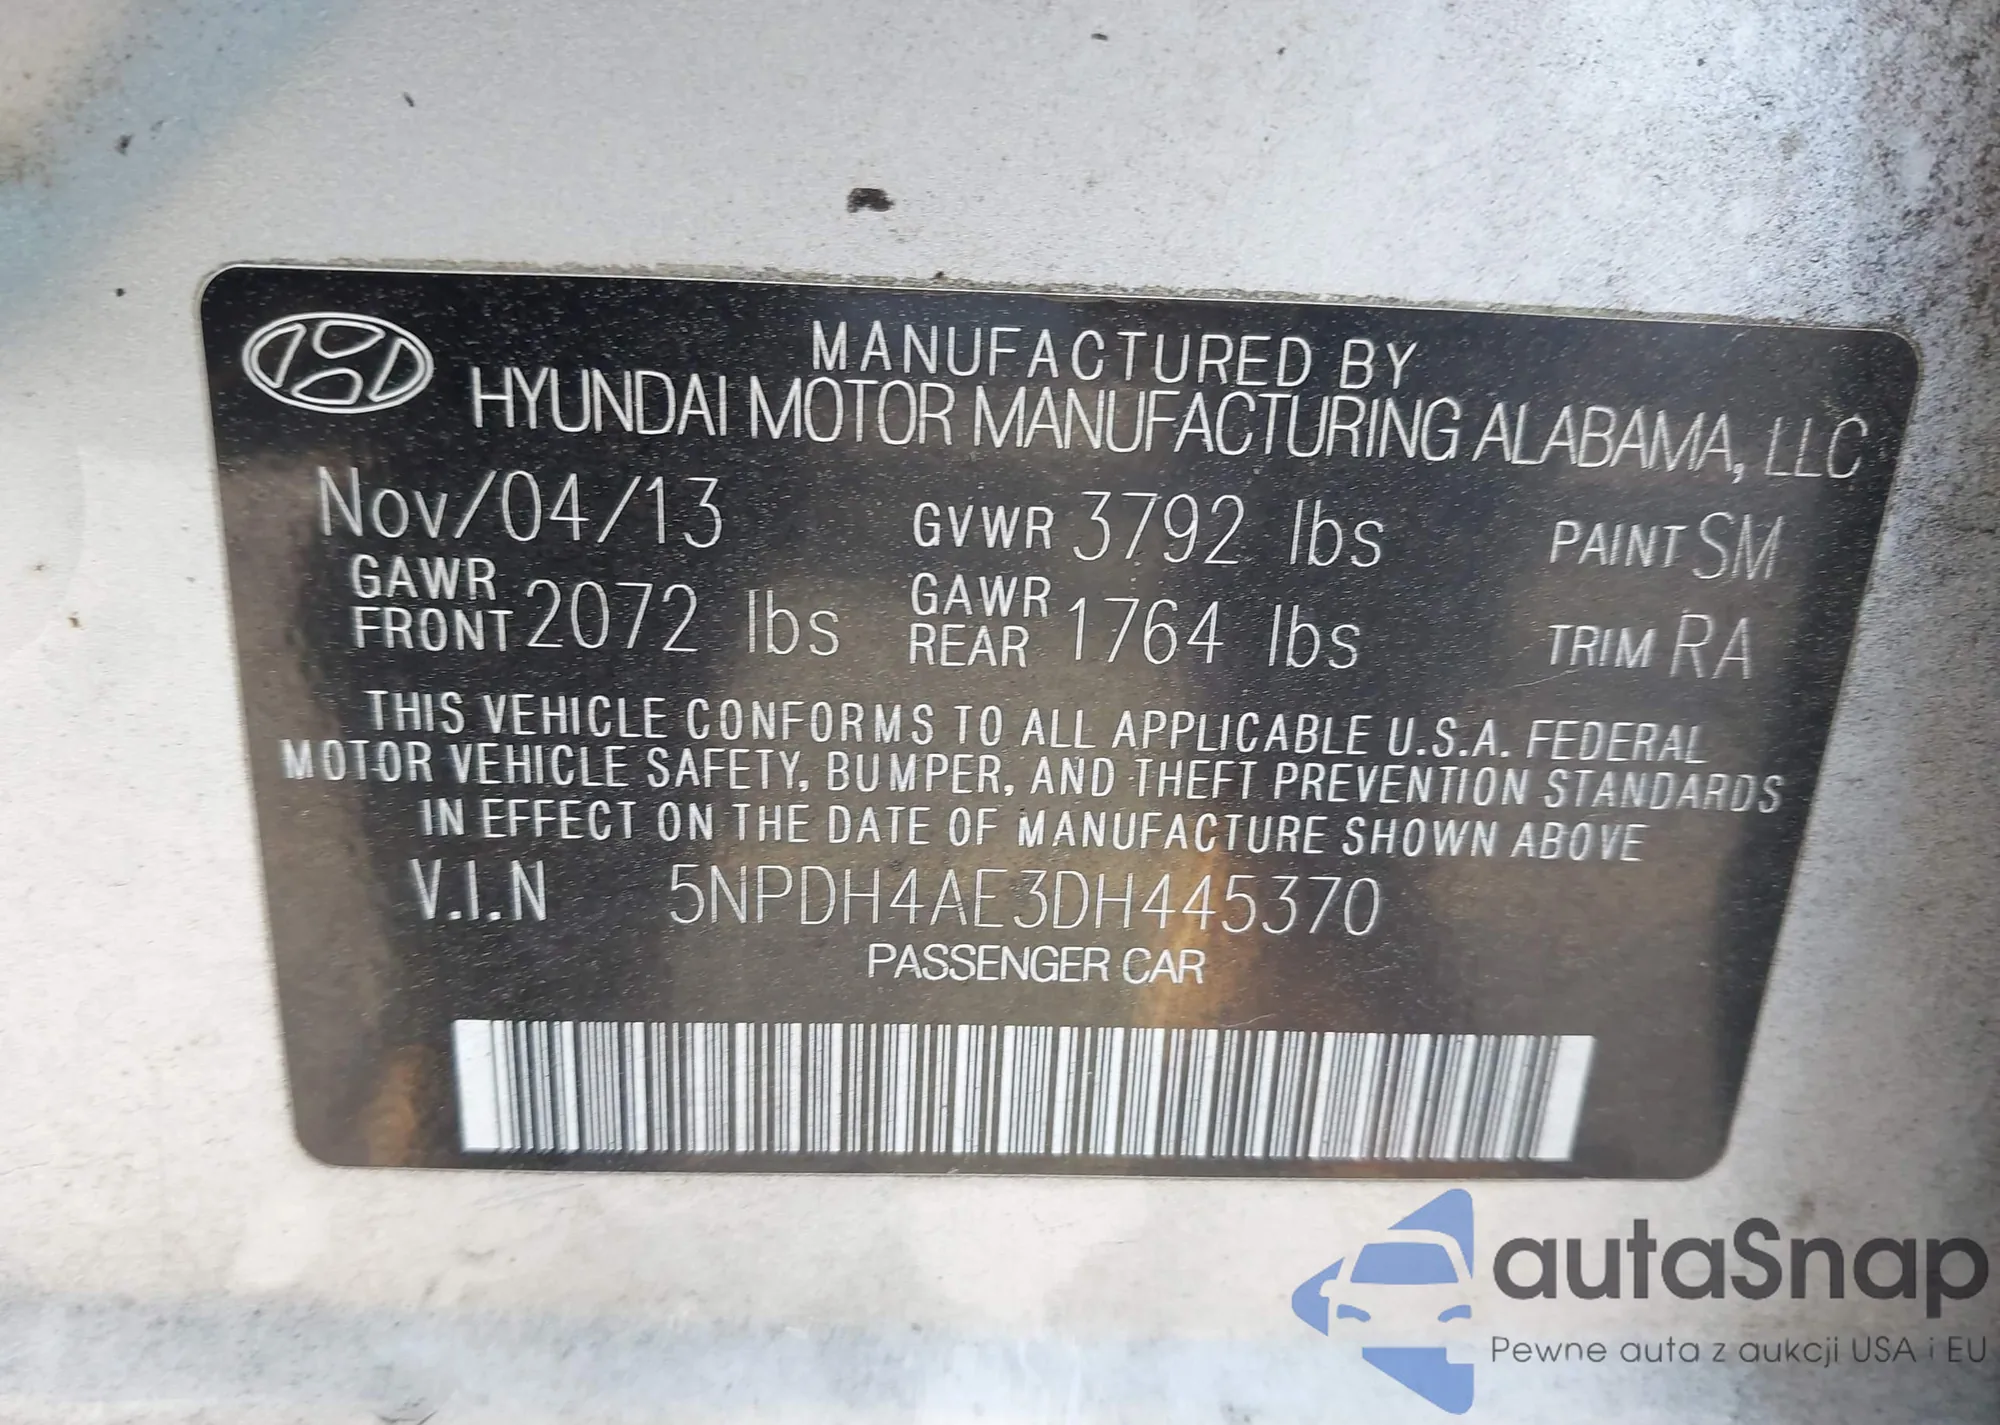 MANUFACTURED BY
HYUNDAI MOTOR MANUFACTURING ALABAMA, LLC
Nov/04/13 GVWR 3792 lbs PAINT SM
GAWR FRONT 2072 lbs GAWR REAR 1764 lbs TRIM RA
THIS VEHICLE CONFORMS TO ALL APPLICABLE U.S.A. FEDERAL
MOTOR VEHICLE SAFETY, BUMPER, AND THEFT PREVENTION STANDARDS
IN EFFECT ON THE DATE OF MANUFACTURE SHOWN ABOVE
V.I.N 5NPDH4AE3DH445370
PASSENGER CAR
autaSnap
Pewne auta z aukcji USA i EU